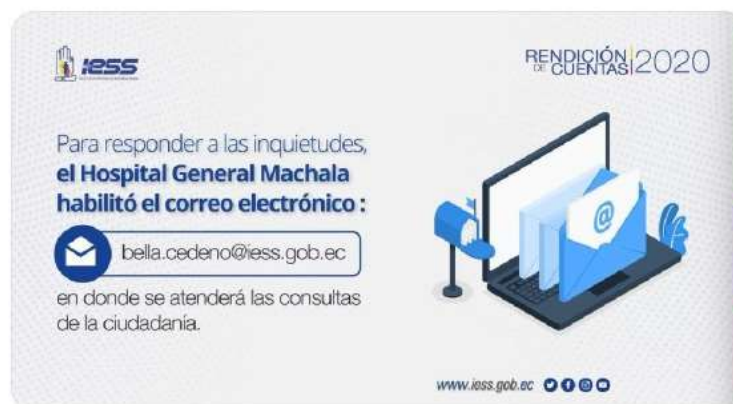 iess
RENDICIÓN
DE CUENTAS 2020
Para responder a las inquietudes,
el Hospital General Machala
habilitó el correo electrónico :
bella.cedeno@iess.gob.ec
en donde se atenderá las consultas
de la ciudadanía.
@
www.iess.gob.ec